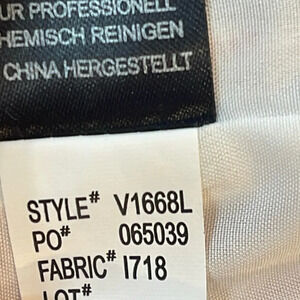 UR PROFESSIONELL
HEMISCH REINIGEN
CHINA HERGESTELLT
STYLE# V1668L
PO# 065039
FABRIC# I718
LOT#